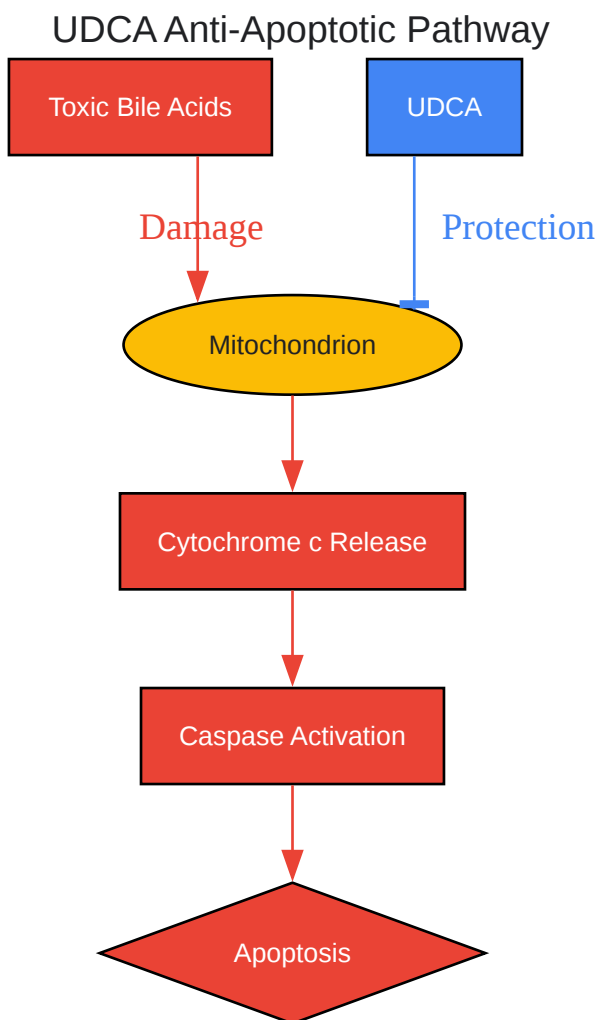 UDCA Anti-Apoptotic Pathway
Toxic Bile Acids
UDCA
Damage
Protection
Mitochondrion
Cytochrome c Release
Caspase Activation
Apoptosis